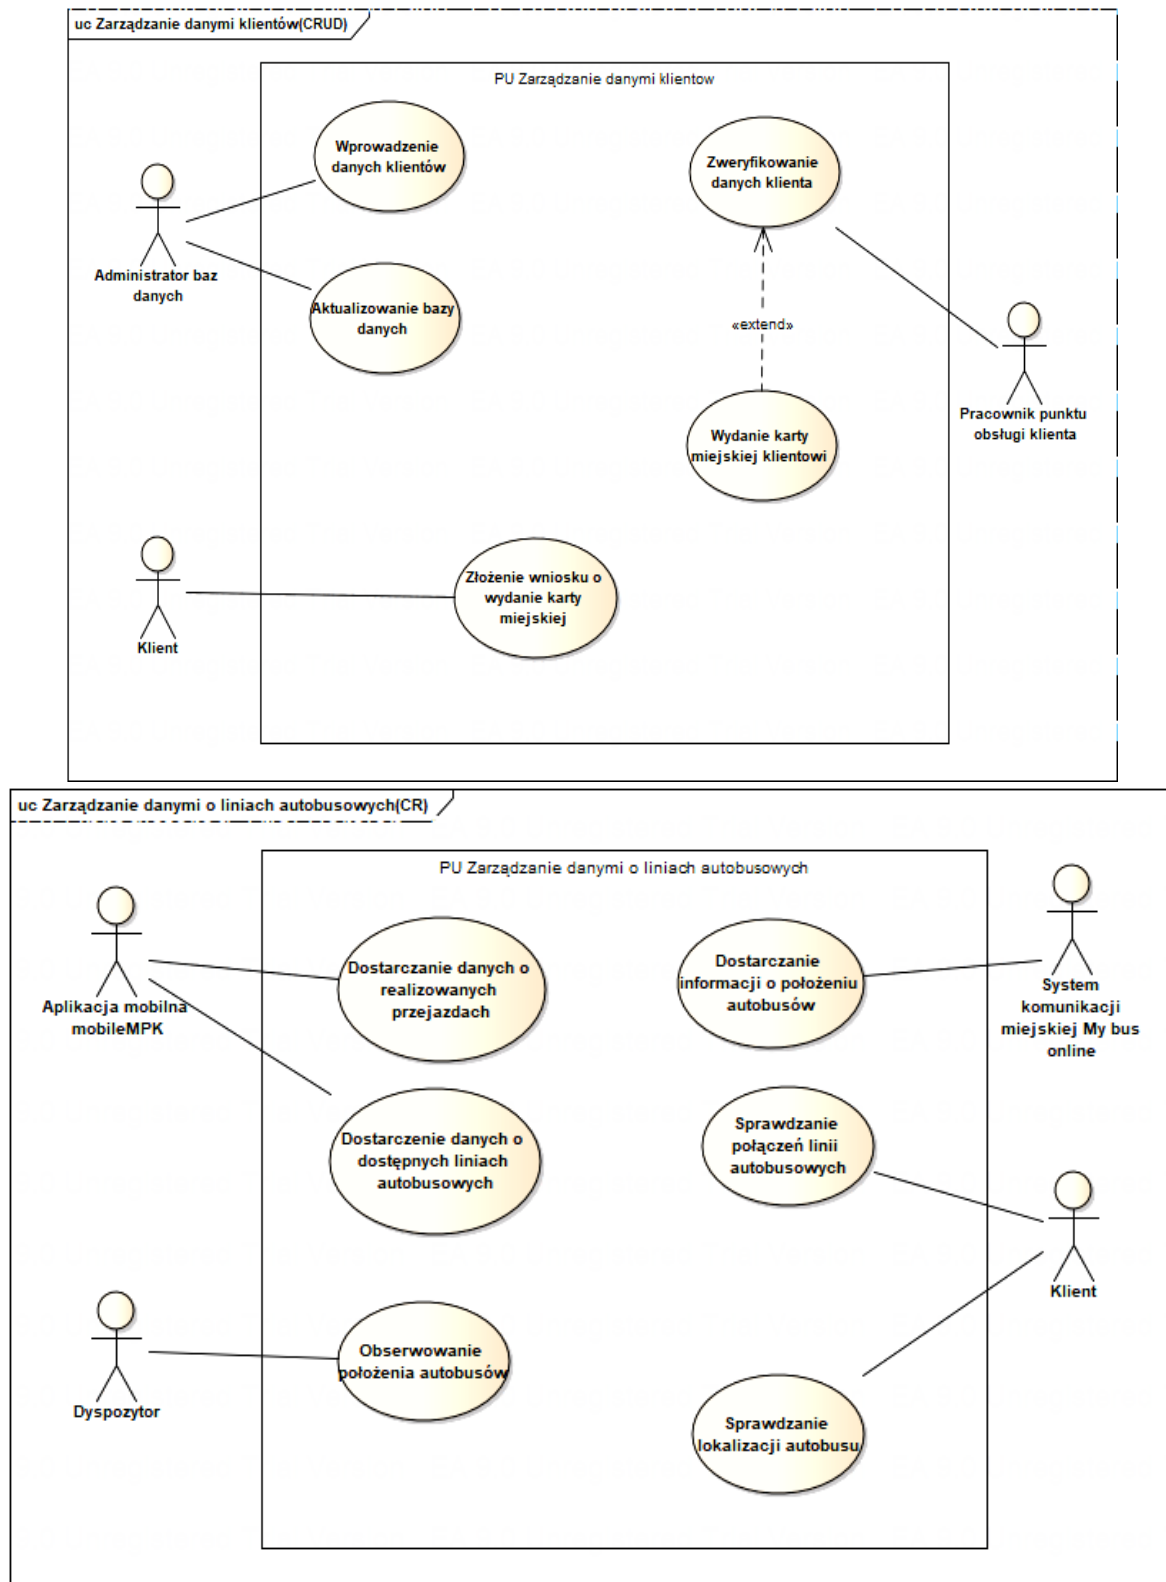 uc Zarządzanie danymi klientów(CRUD)
PU Zarządzanie danymi klientow
Wprowadzenie
danych klientów
Zweryfikowanie
danych klienta
Administrator baz
danych
Aktualizowanie bazy
danych
«extend»
Pracownik punktu
obsługi klienta
Wydanie karty
miejskiej klientowi
Złożenie wniosku o
wydanie karty
miejskiej
Klient
uc Zarządzanie danymi o liniach autobusowych(CR)
PU Zarządzanie danymi o liniach autobusowych
Dostarczanie danych o
realizowanych
przejazdach
Dostarczanie
informacji o położeniu
autobusów
Aplikacja mobilna
mobileMPK
System
komunikacji
miejskiej My bus
online
Dostarczenie danych o
dostępnych liniach
autobusowych
Sprawdzanie
połączeń linii
autobusowych
Klient
Obserwowanie
położenia autobusów
Dyspozytor
Sprawdzanie
lokalizacji autobusu